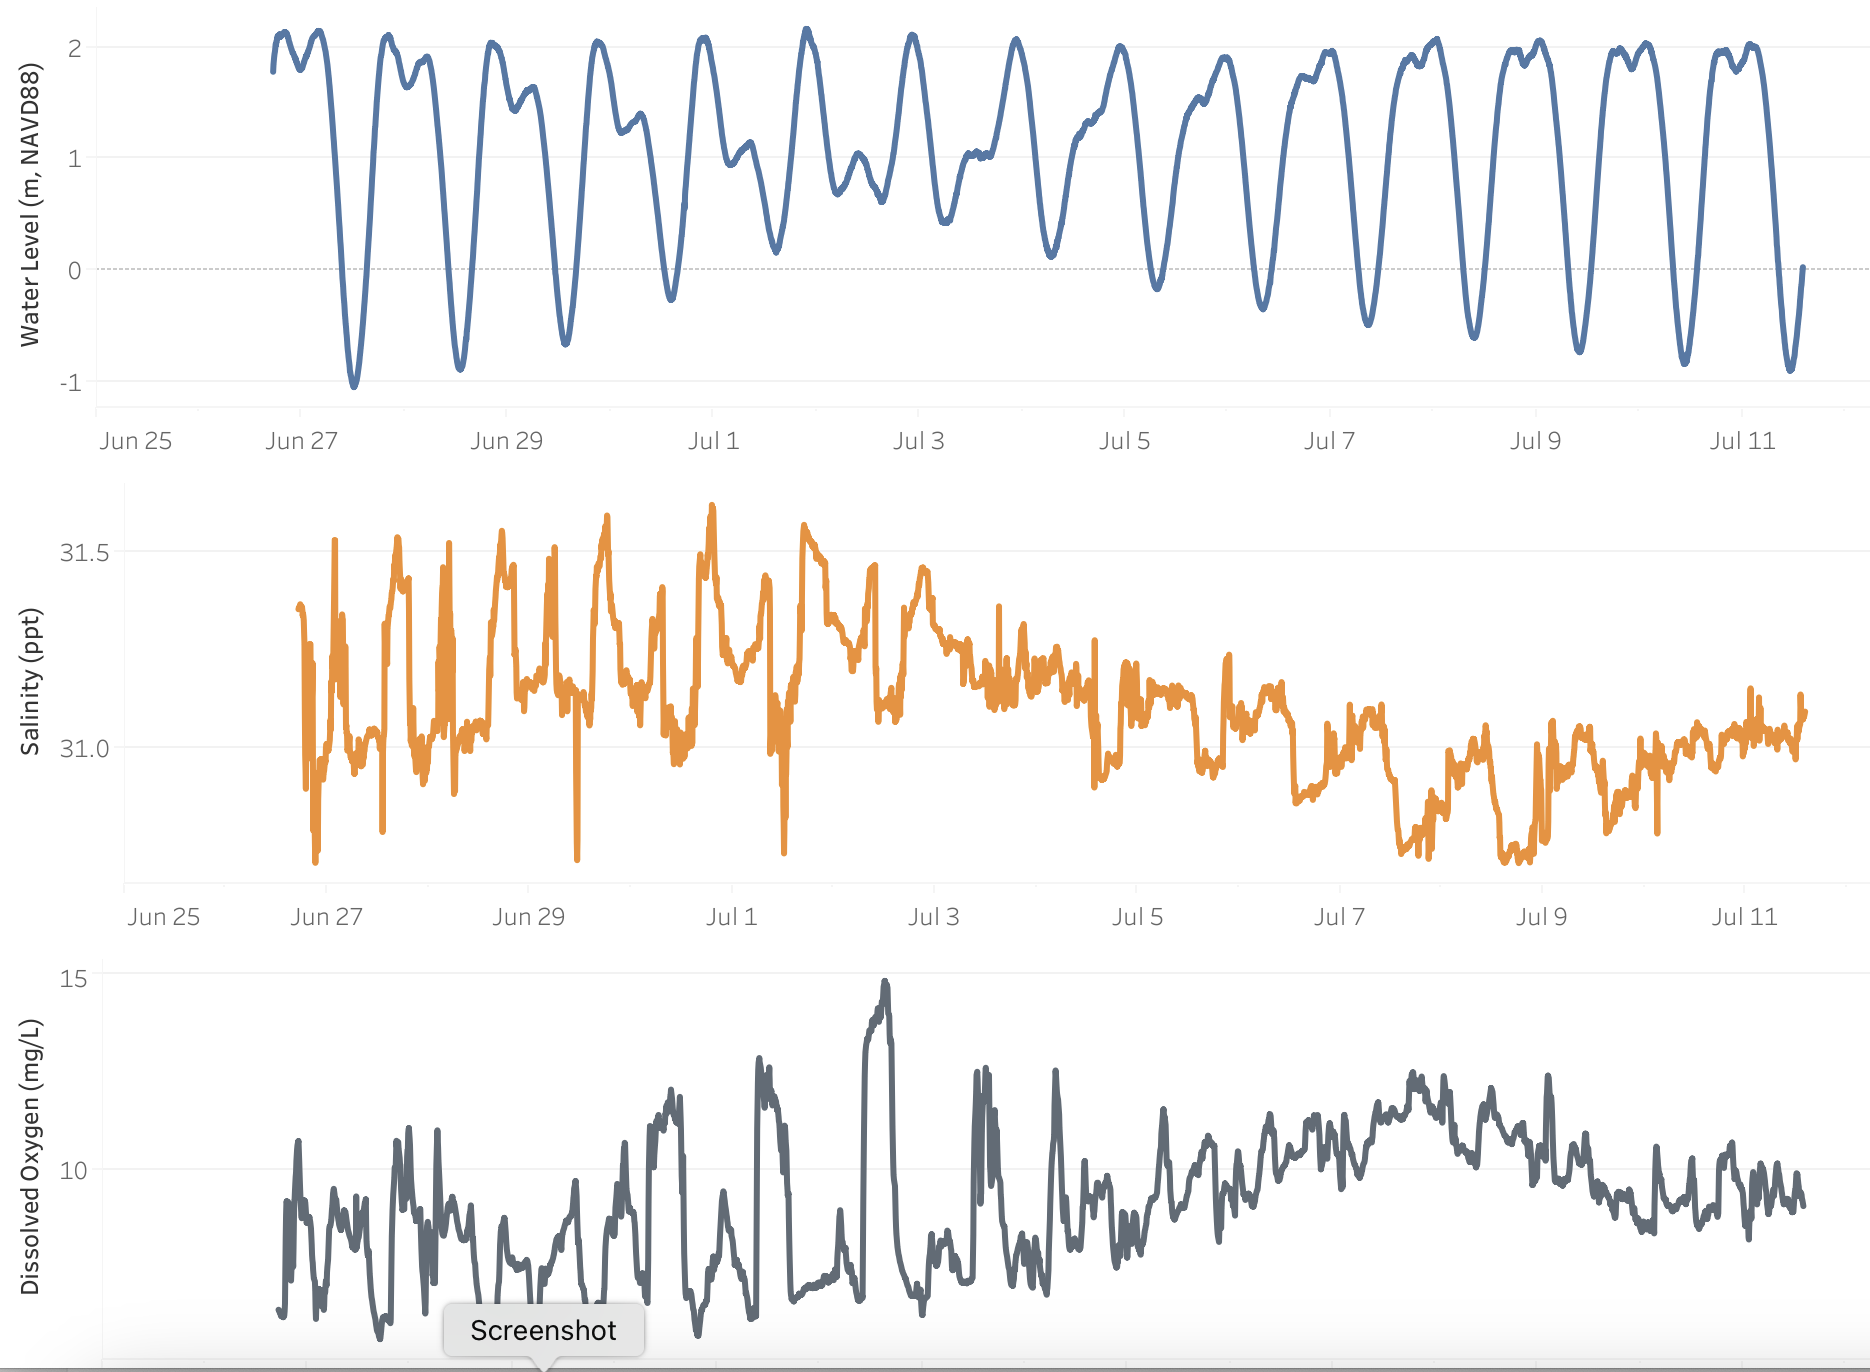 Water Level (m, NAVD88)
2
1
0
-1
Jun 25 Jun 27 Jun 29 Jul 1 Jul 3 Jul 5 Jul 7 Jul 9 Jul 11
Salinity (ppt)
31.5
31.0
Jun 25 Jun 27 Jun 29 Jul 1 Jul 3 Jul 5 Jul 7 Jul 9 Jul 11
Dissolved Oxygen (mg/L)
15
10
Screenshot